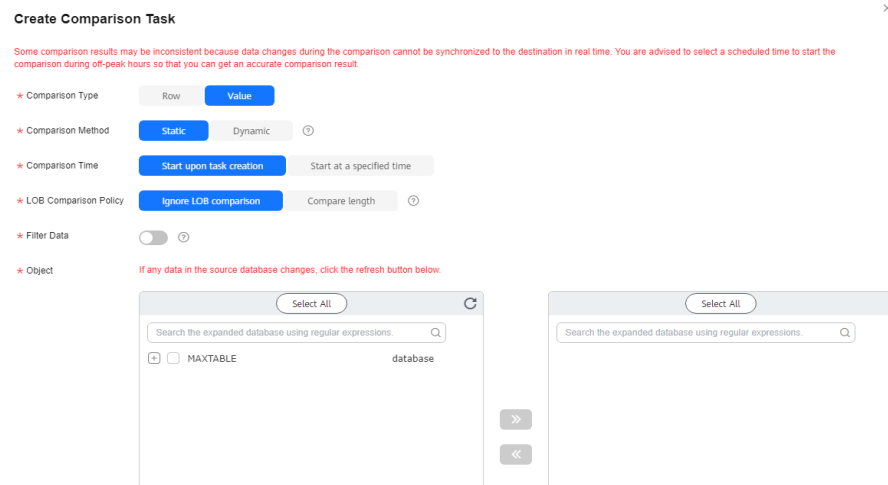 Create Comparison Task
Some comparison results may be inconsistent because data changes during the comparison cannot be synchronized to the destination in real time. You are advised to select a scheduled time to start the
comparison during off-peak hours so that you can get an accurate comparison result.
* Comparison Type Row Value
* Comparison Method Static Dynamic ?
* Comparison Time Start upon task creation Start at a specified time
* LOB Comparison Policy Ignore LOB comparison Compare length ?
* Filter Data ?
* Object If any data in the source database changes, click the refresh button below.
Select All Select All
Search the expanded database using regular expressions. Search the expanded database using regular expressions.
MAXTABLE database